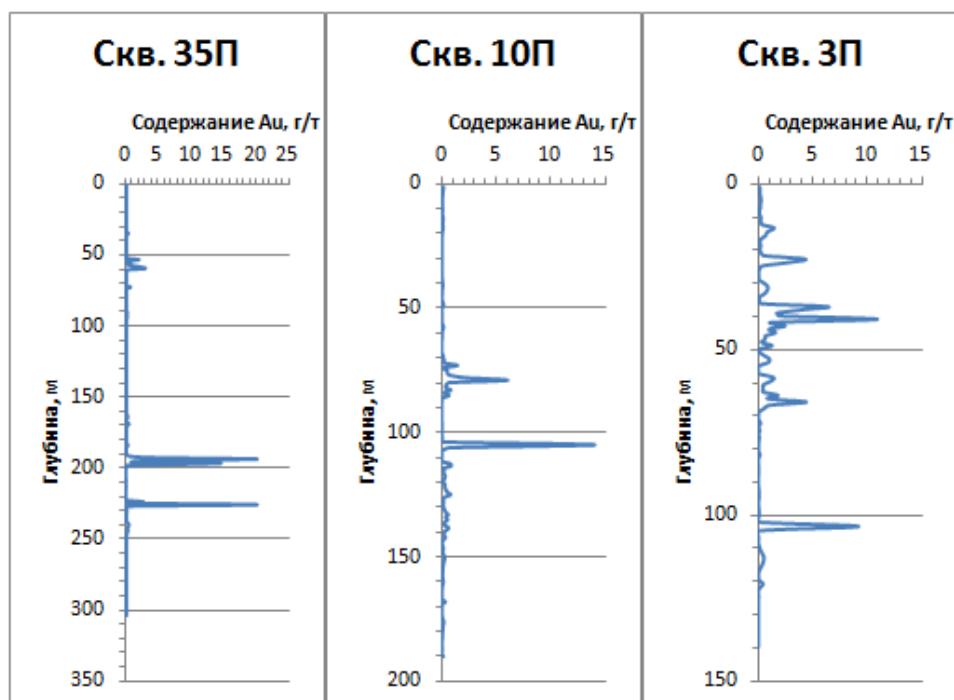 Скв. 35П
Содержание Au, г/т
0 5 10 15 20 25
0
50
100
150
200
250
300
350
Глубина, м
Скв. 10П
Содержание Au, г/т
0 5 10 15
0
50
100
150
200
Глубина, м
Скв. 3П
Содержание Au, г/т
0 5 10 15
0
50
100
150
Глубина, м